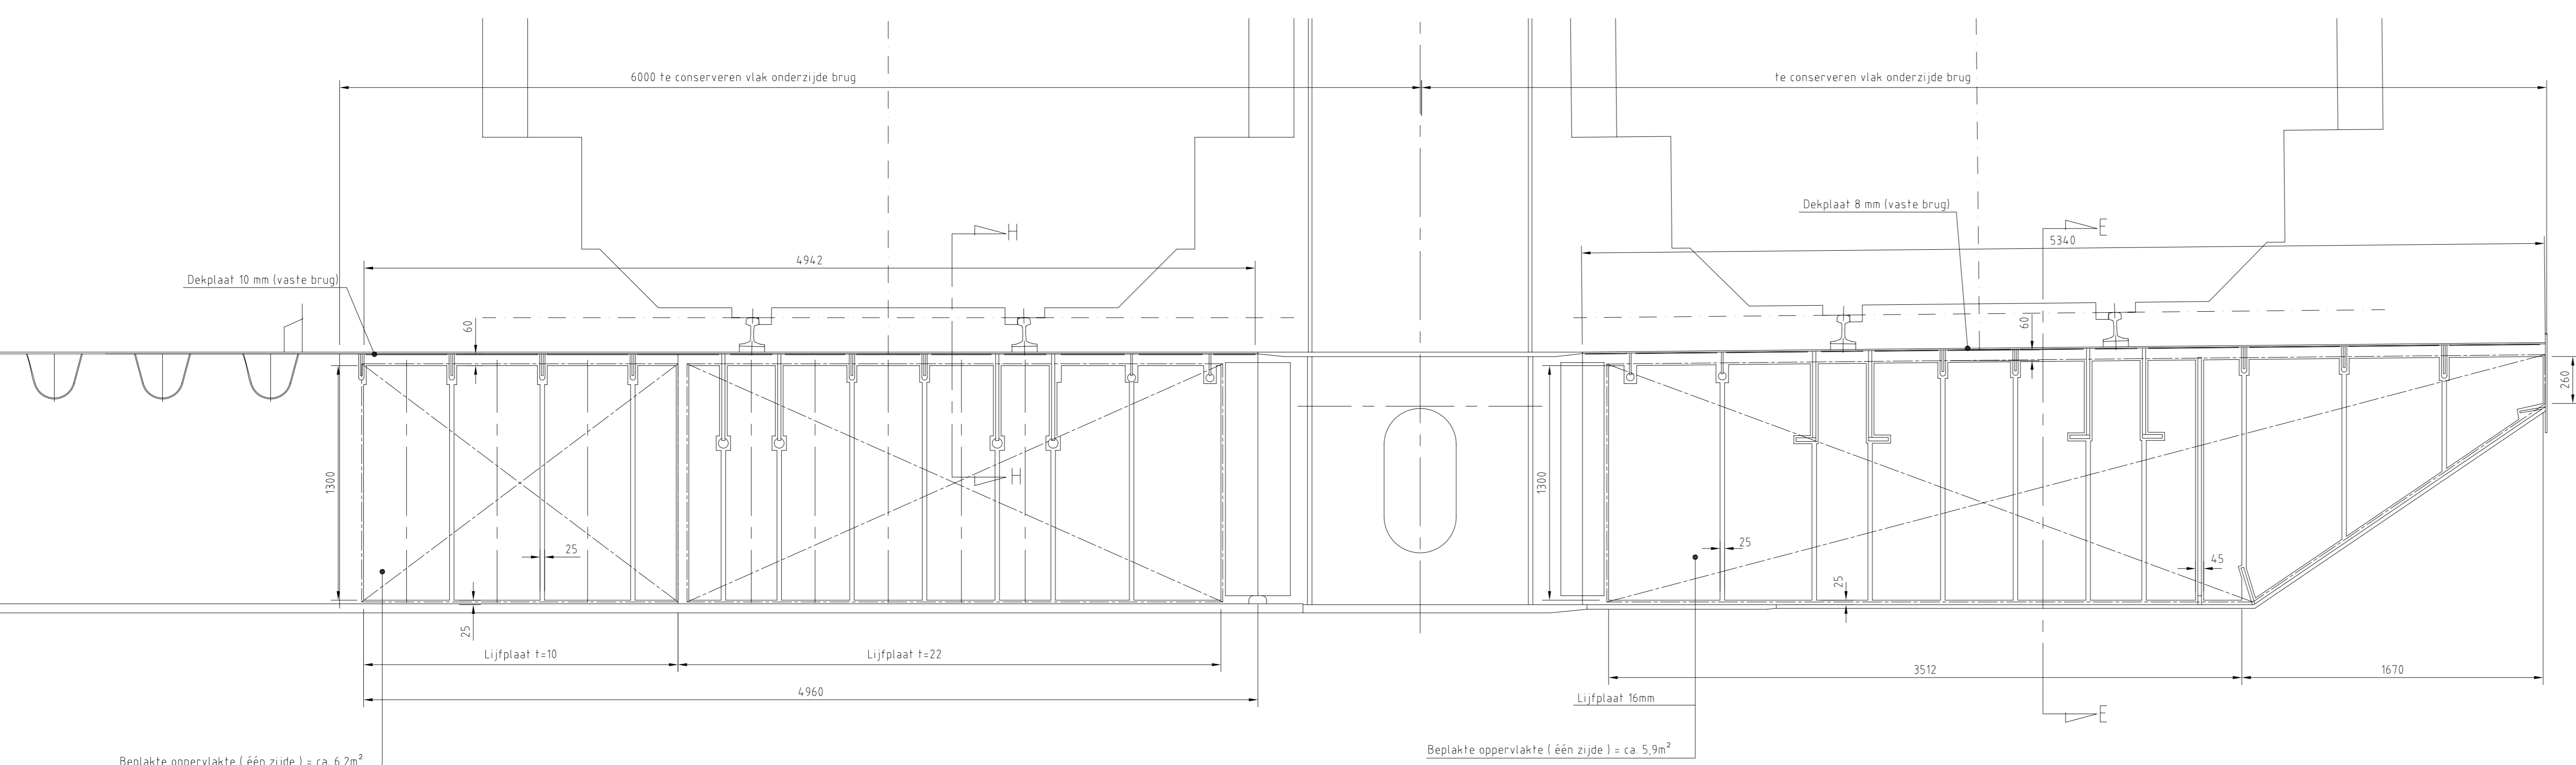 6000 te conserveren vlak onderzijde brug
te conserveren vlak onderzijde brug
Dekplaat 8 mm (vaste brug)
H
E
5340
4942
Dekplaat 10 mm (vaste brug)
60
60
260
1300
H
1300
25
25
45
25
25
Lijfplaat t=10
Lijfplaat t=22
3512
1670
4960
Lijfplaat 16mm
E
Beplakte oppervlakte ( één zijde ) = ca. 5,9m²
Beplakte oppervlakte ( één zijde ) = ca. 6,2m²